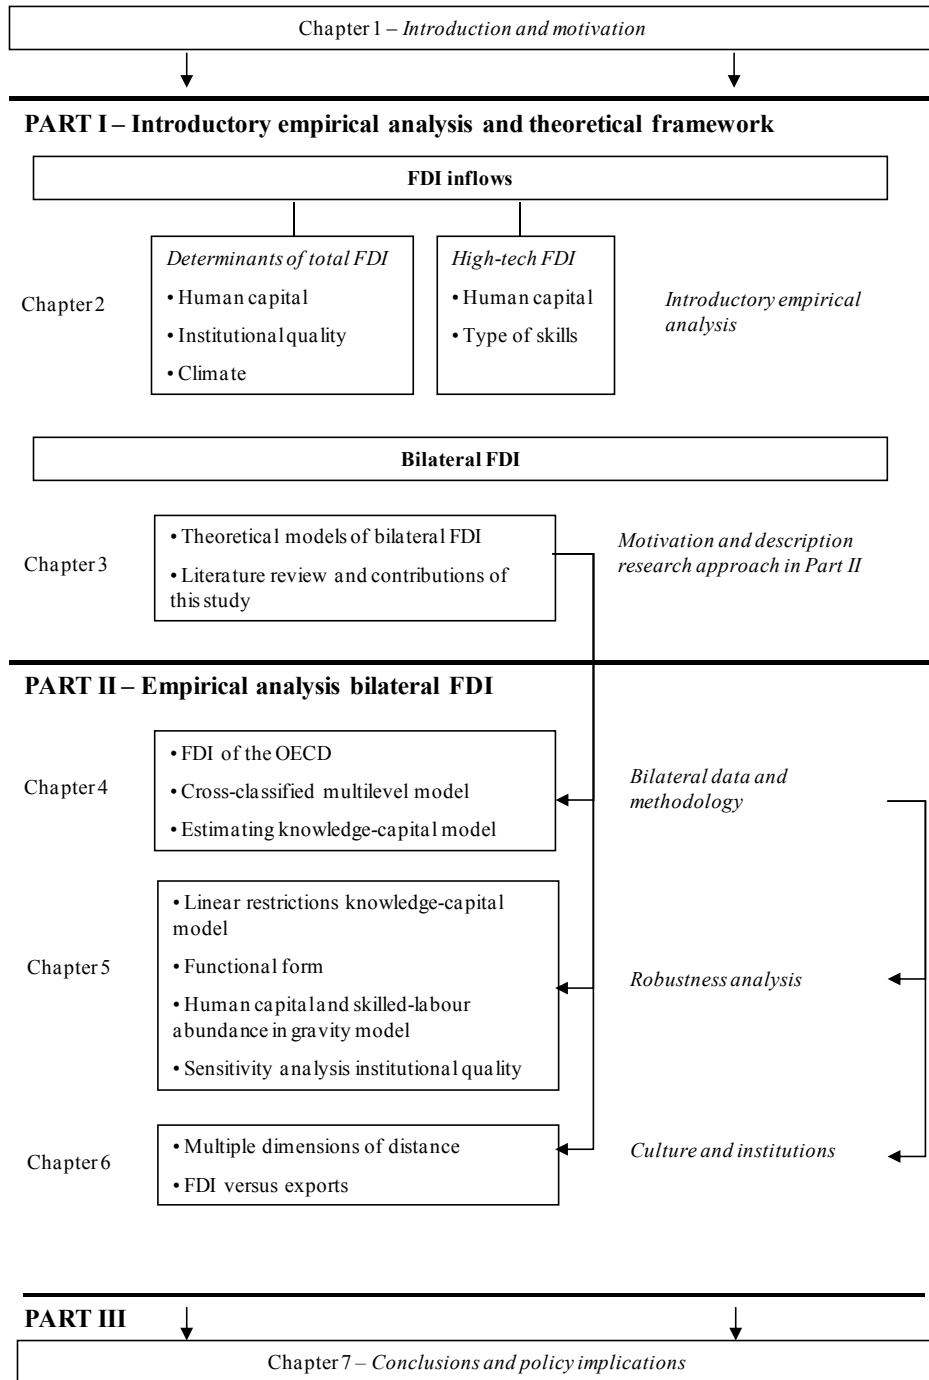 Chapter 1 – Introduction and motivation
PART I – Introductory empirical analysis and theoretical framework
FDI inflows
Chapter 2
Determinants of total FDI
• Human capital
• Institutional quality
• Climate
High-tech FDI
• Human capital
• Type of skills
Introductory empirical
analysis
Bilateral FDI
Chapter 3
• Theoretical models of bilateral FDI
• Literature review and contributions of
this study
Motivation and description
research approach in Part II
PART II – Empirical analysis bilateral FDI
Chapter 4
• FDI of the OECD
• Cross-classified multilevel model
• Estimating knowledge-capital model
Bilateral data and
methodology
Chapter 5
• Linear restrictions knowledge-capital
model
• Functional form
• Human capital and skilled-labour
abundance in gravity model
• Sensitivity analysis institutional quality
Robustness analysis
Chapter 6
• Multiple dimensions of distance
• FDI versus exports
Culture and institutions
PART III
Chapter 7 – Conclusions and policy implications